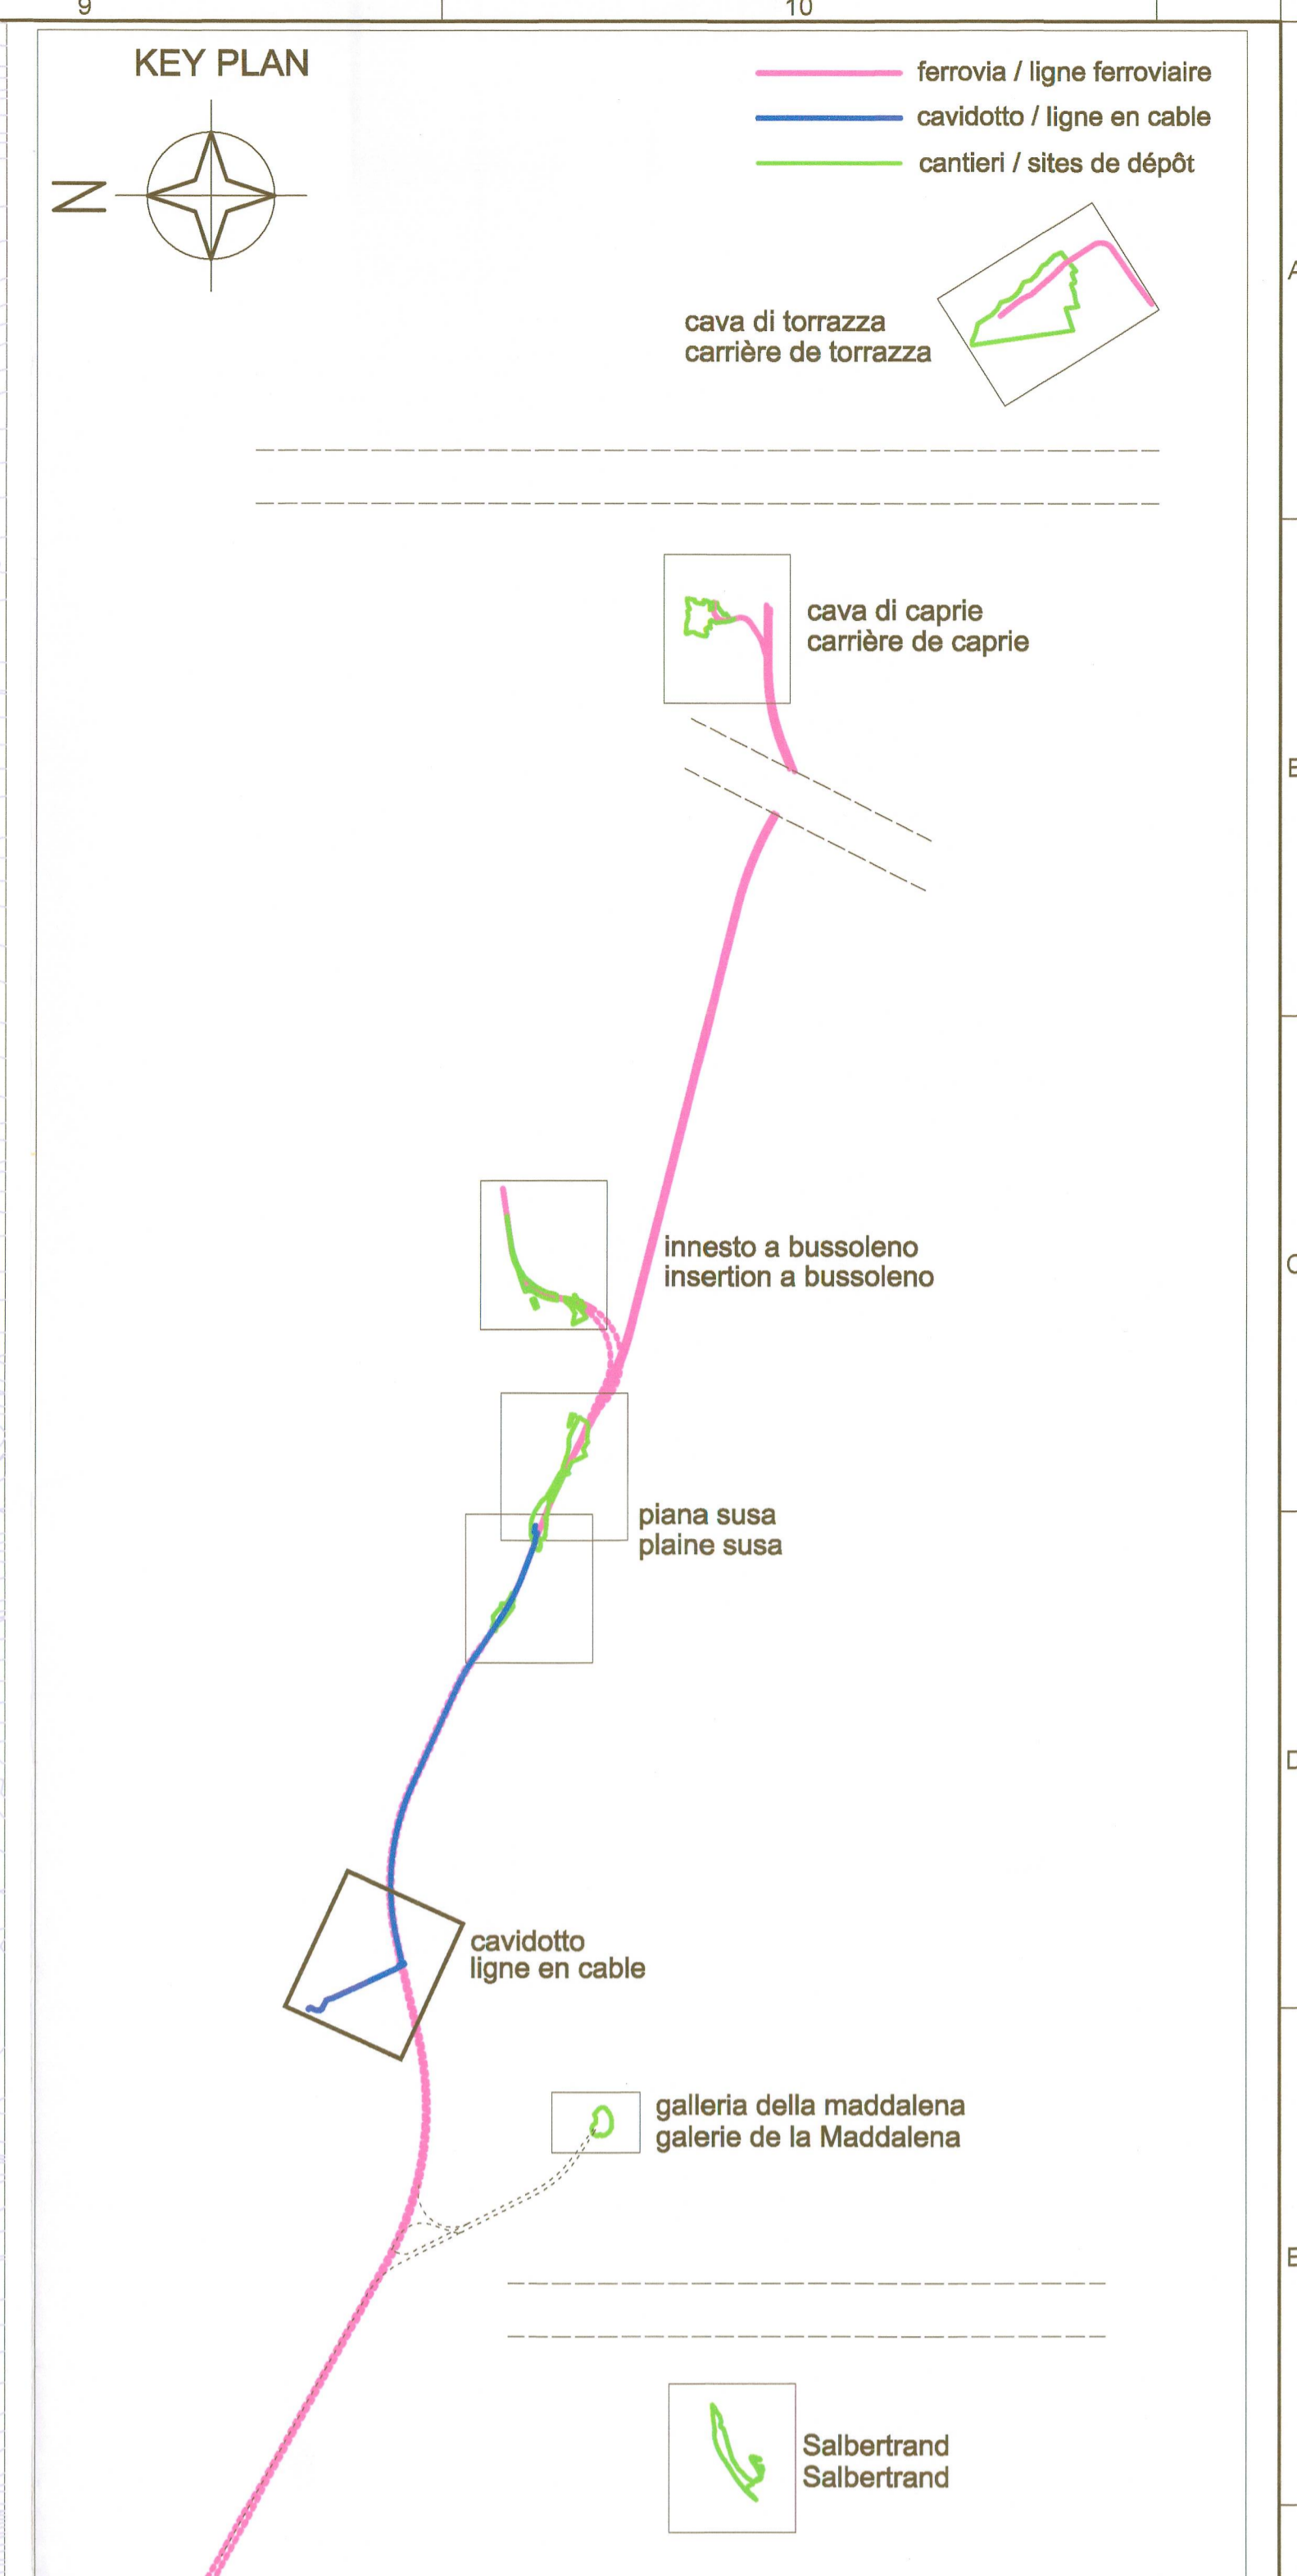 9
10
KEY PLAN
ferrovia / ligne ferroviaire
cavidotto / ligne en cable
cantieri / sites de dépôt
N
A
cava di torrazza
carrière de torrazza
cava di caprie
carrière de caprie
B
innesto a bussoleno
insertion a bussoleno
C
piana susa
plaine susa
D
cavidotto
ligne en cable
galleria della maddalena
galerie de la Maddalena
E
Salbertrand
Salbertrand